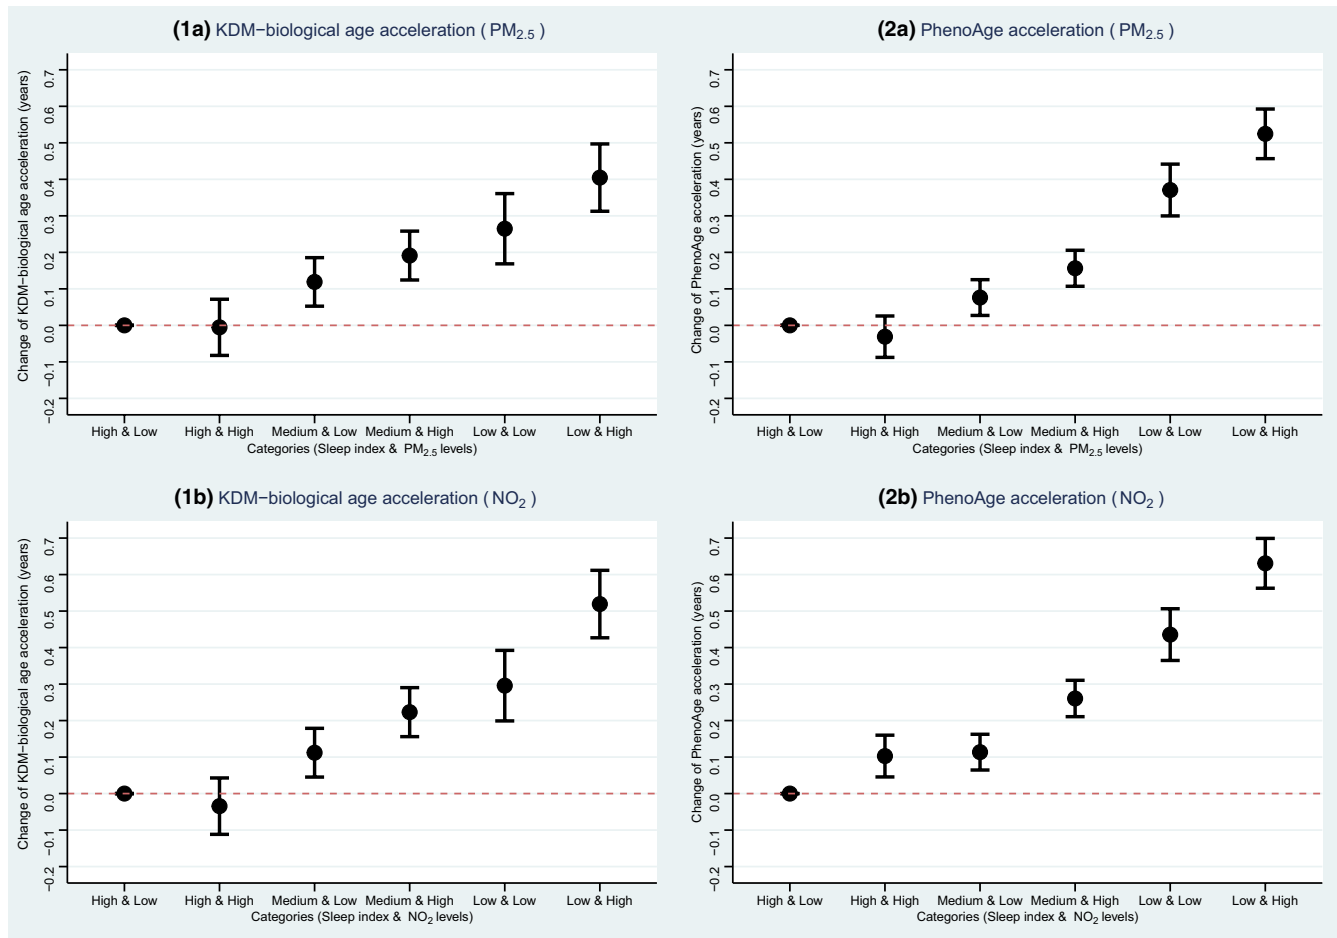 (1a) KDM−biological age acceleration ( PM2.5 )
Change of KDM−biological age acceleration (years)
0.7
0.6
0.5
0.4
0.3
0.2
0.1
0.0
−0.1
−0.2
High & Low High & High Medium & Low Medium & High Low & Low Low & High
Categories (Sleep index & PM2.5 levels)
(2a) PhenoAge acceleration ( PM2.5 )
Change of PhenoAge acceleration (years)
0.7
0.6
0.5
0.4
0.3
0.2
0.1
0.0
−0.1
−0.2
High & Low High & High Medium & Low Medium & High Low & Low Low & High
Categories (Sleep index & PM2.5 levels)
(1b) KDM−biological age acceleration ( NO2 )
Change of KDM−biological age acceleration (years)
0.7
0.6
0.5
0.4
0.3
0.2
0.1
0.0
−0.1
−0.2
High & Low High & High Medium & Low Medium & High Low & Low Low & High
Categories (Sleep index & NO2 levels)
(2b) PhenoAge acceleration ( NO2 )
Change of PhenoAge acceleration (years)
0.7
0.6
0.5
0.4
0.3
0.2
0.1
0.0
−0.1
−0.2
High & Low High & High Medium & Low Medium & High Low & Low Low & High
Categories (Sleep index & NO2 levels)